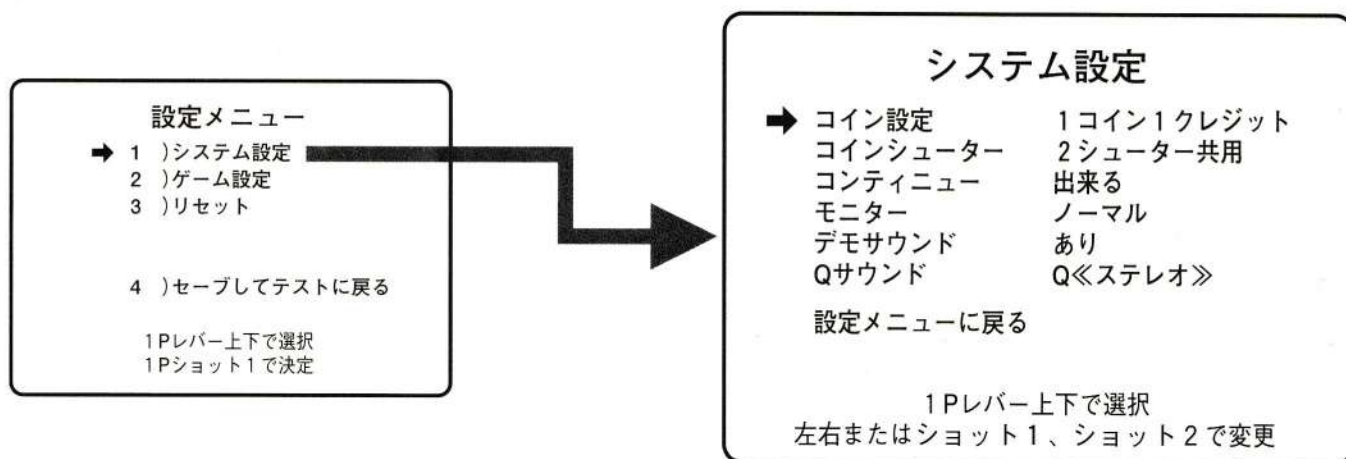 設定メニュー
➡ 1 )システム設定
2 )ゲーム設定
3 )リセット
4 )セーブしてテストに戻る
1Pレバー上下で選択
1Pショット1で決定
システム設定
➡ コイン設定 1コイン1クレジット
コインシューター 2シューター共用
コンティニュー 出来る
モニター ノーマル
デモサウンド あり
Qサウンド Q≪ステレオ≫
設定メニューに戻る
1Pレバー上下で選択
左右またはショット1、ショット2で変更